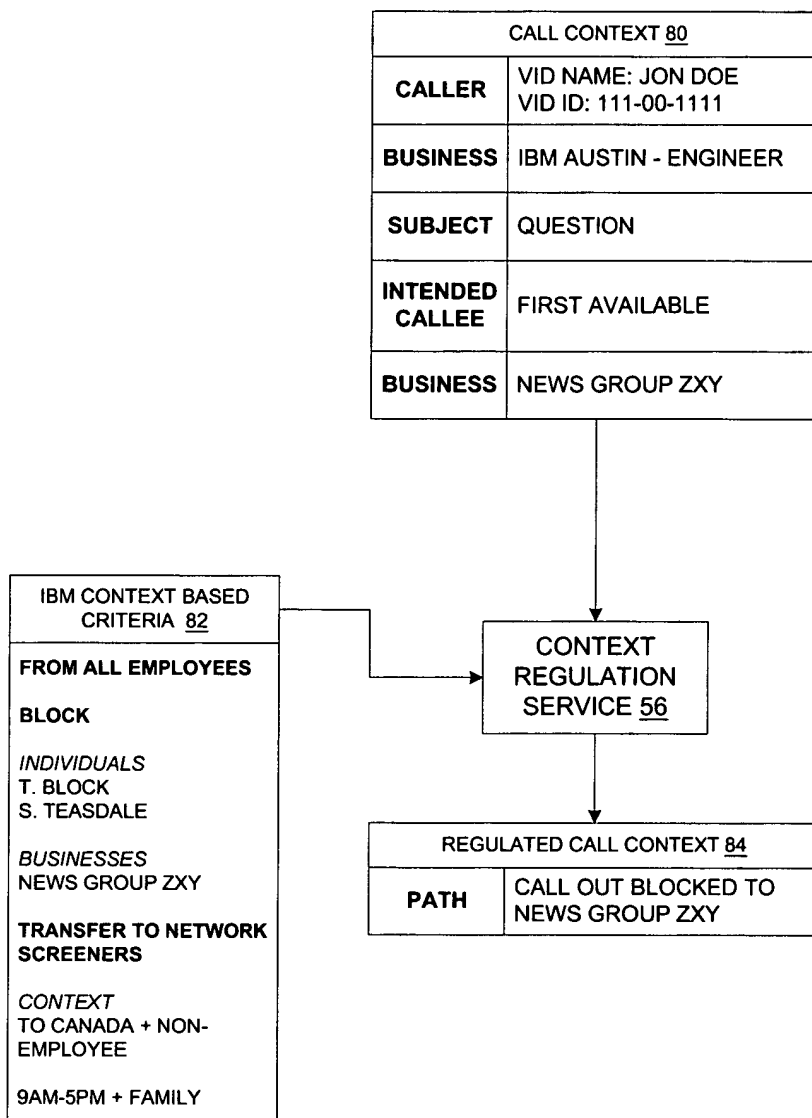 CALL CONTEXT 80
CALLER
VID NAME: JON DOE
VID ID: 111-00-1111
BUSINESS
IBM AUSTIN - ENGINEER
SUBJECT
QUESTION
INTENDED
CALLEE
FIRST AVAILABLE
BUSINESS
NEWS GROUP ZXY
IBM CONTEXT BASED
CRITERIA 82
FROM ALL EMPLOYEES
BLOCK
INDIVIDUALS
T. BLOCK
S. TEASDALE
BUSINESSES
NEWS GROUP ZXY
TRANSFER TO NETWORK
SCREENERS
CONTEXT
TO CANADA + NON-
EMPLOYEE
9AM-5PM + FAMILY
CONTEXT
REGULATION
SERVICE 56
REGULATED CALL CONTEXT 84
PATH
CALL OUT BLOCKED TO
NEWS GROUP ZXY